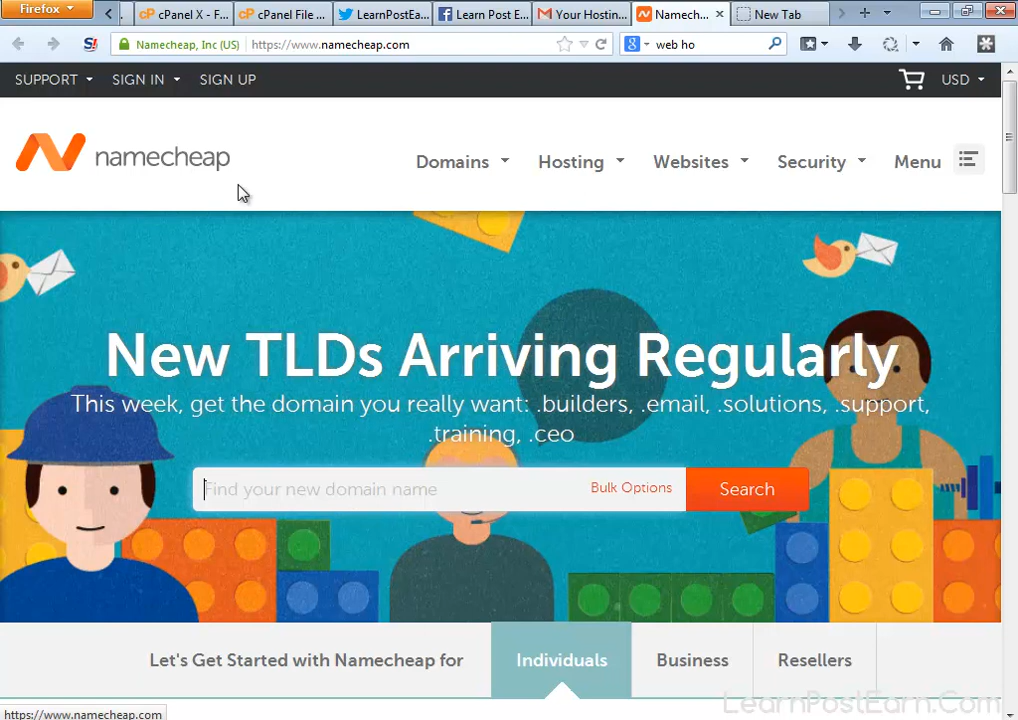 Firefox
cPanel X - F...
cPanel File ...
LearnPostEa...
Learn Post E...
Your Hostin...
Namech...
New Tab
Namecheap, Inc (US)
https://www.namecheap.com
web ho
SUPPORT
SIGN IN
SIGN UP
USD
namecheap
Domains
Hosting
Websites
Security
Menu
New TLDs Arriving Regularly
This week, get the domain you really want: .builders, .email, .solutions, .support,
.training, .ceo
Find your new domain name
Bulk Options
Search
Let's Get Started with Namecheap for
Individuals
Business
Resellers
https://www.namecheap.com
LearnPostEarn.Com